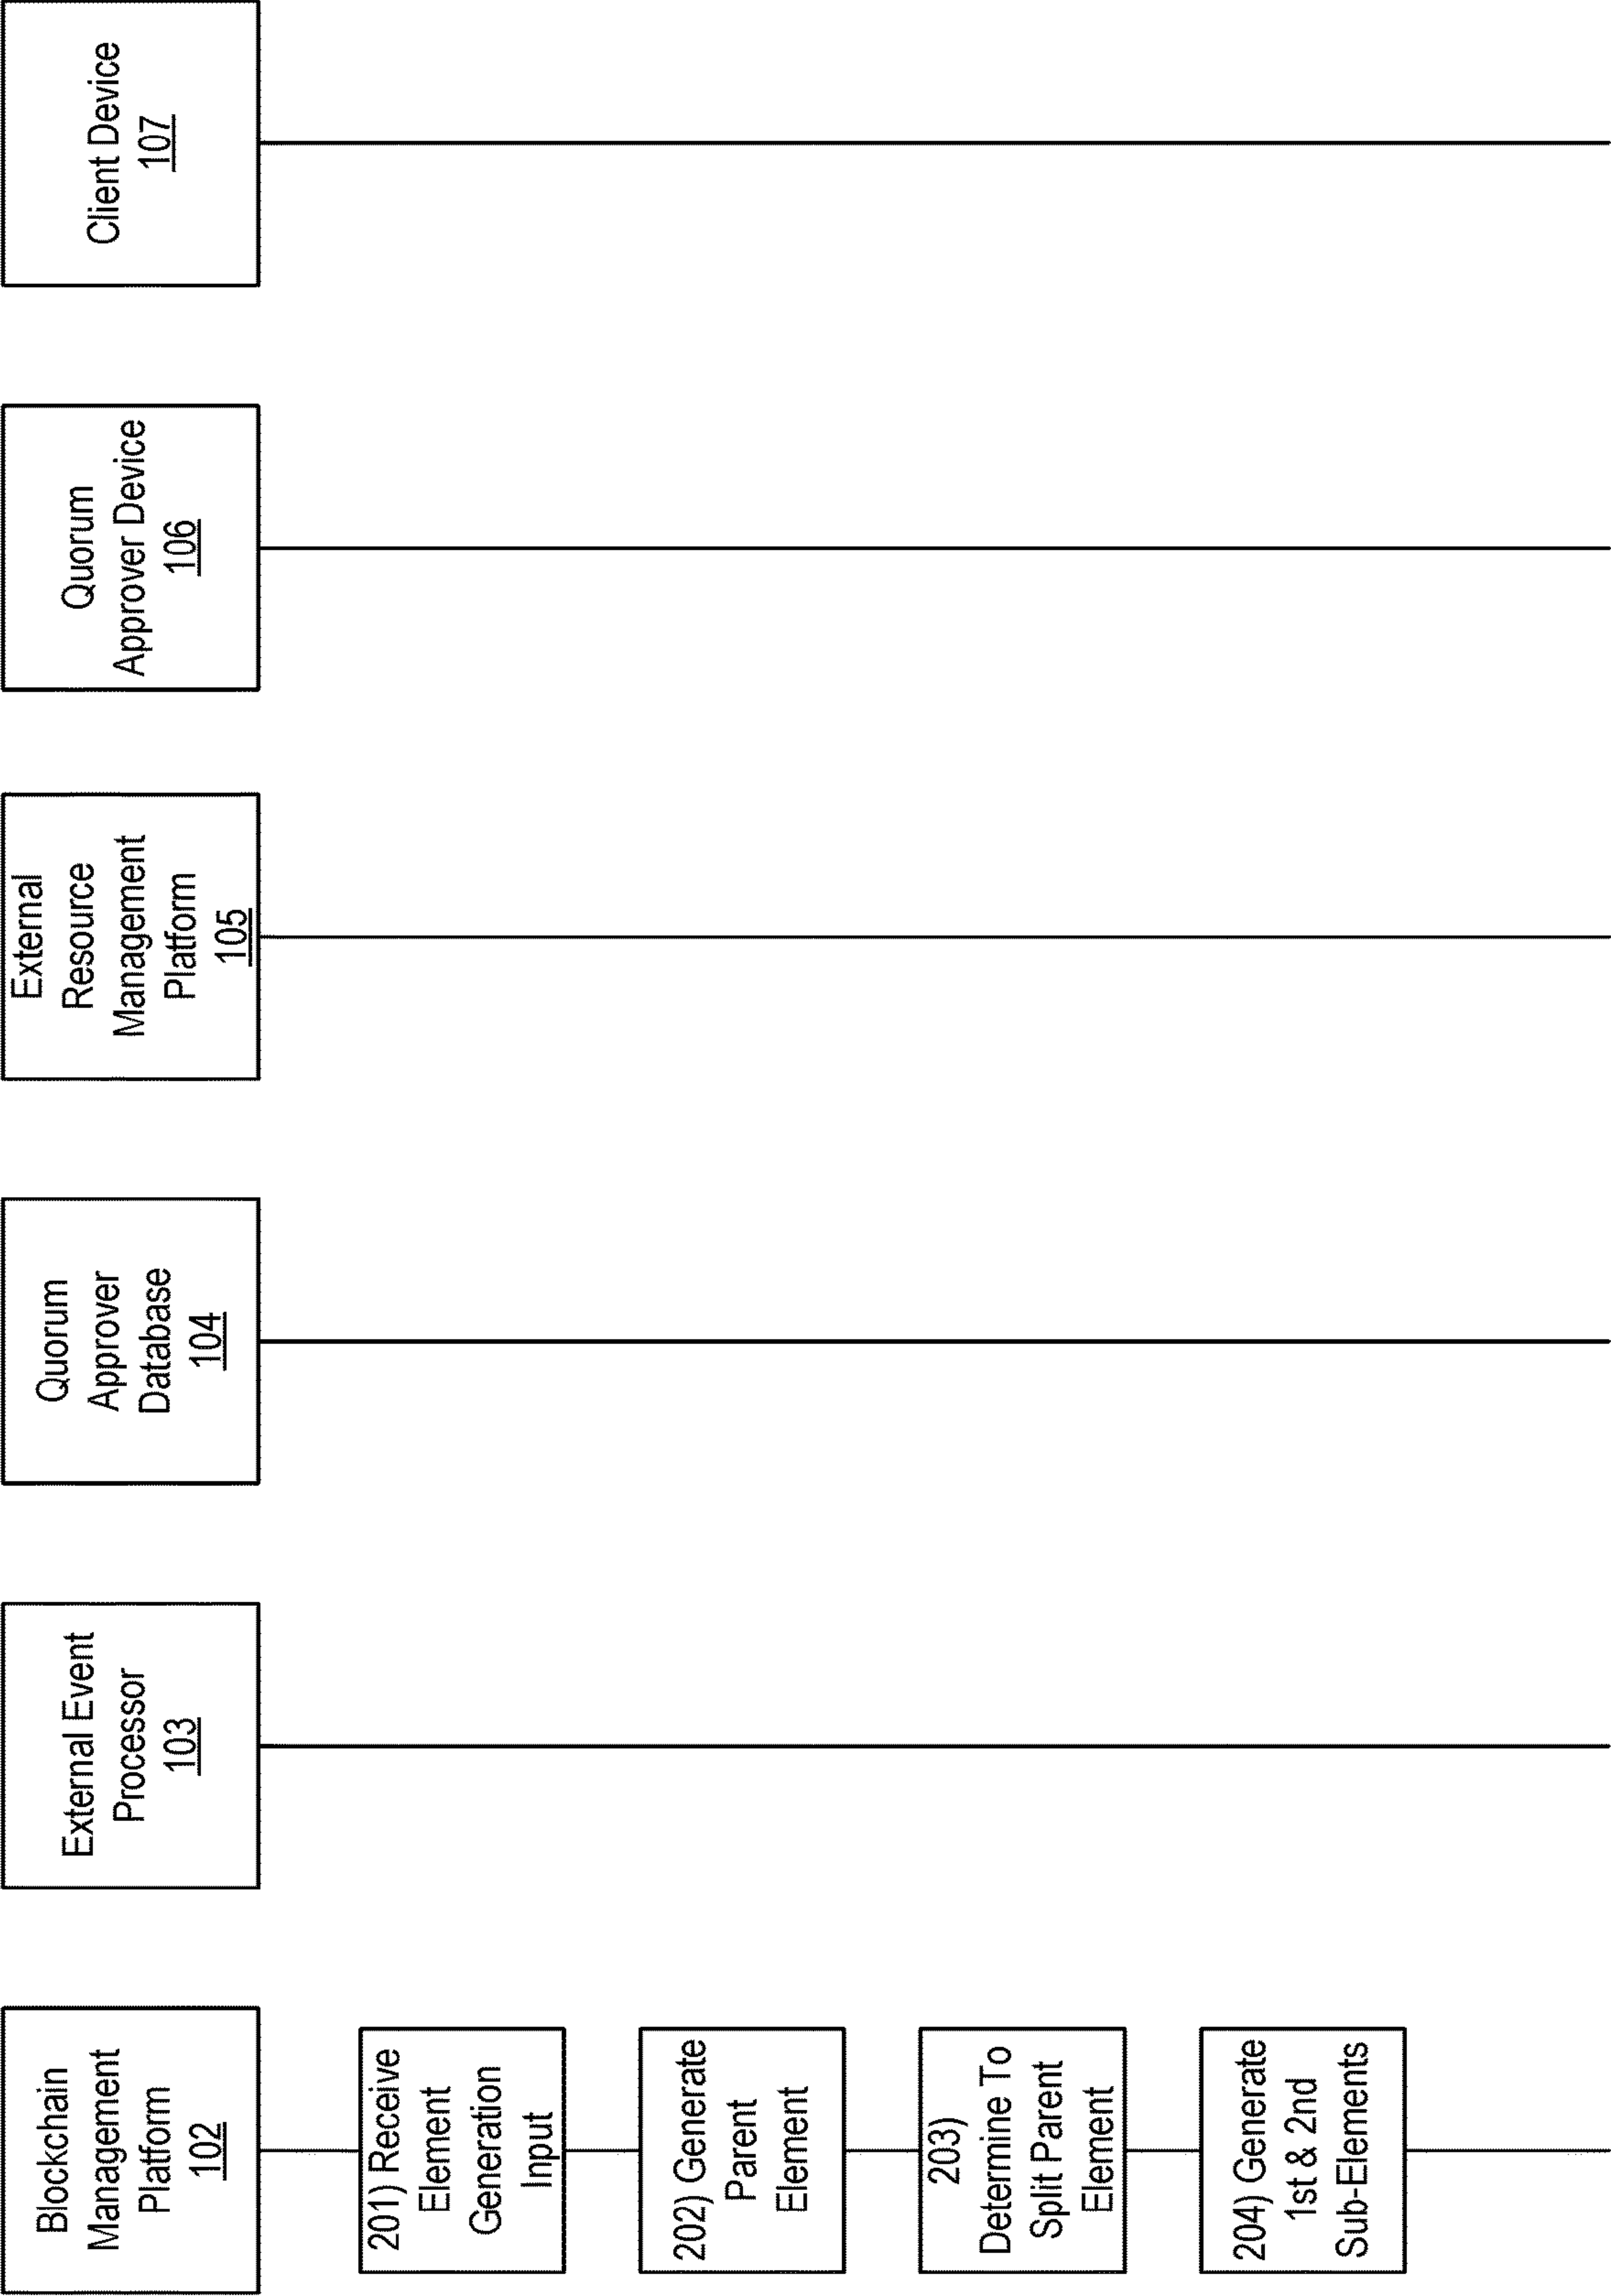 Blockchain
Management
Platform
102
External Event
Processor
103
Quorum
Approver
Database
104
External
Resource
Management
Platform
105
Quorum
Approver Device
106
Client Device
107
201) Receive
Element
Generation
Input
202) Generate
Parent
Element
203)
Determine To
Split Parent
Element
204) Generate
1st & 2nd
Sub-Elements